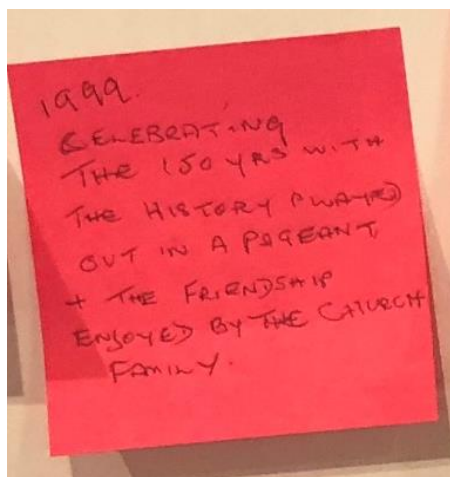 1999.
CELEBRATING
THE 150 YRS WITH
THE HISTORY PLAYED
OUT IN A PAGEANT,
+ THE FRIENDSHIP
ENJOYED BY THE CHURCH
FAMILY.